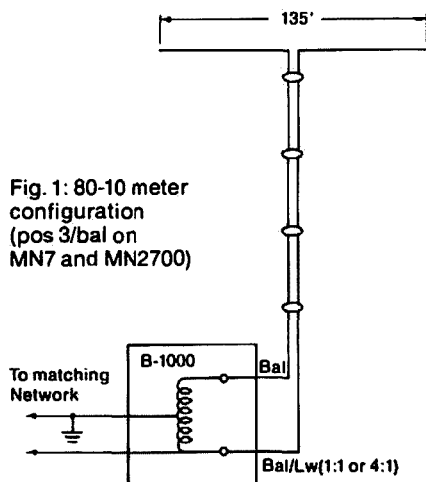 135'
Fig. 1: 80-10 meter
configuration
(pos 3/bal on
MN7 and MN2700)
B-1000
To matching
Network
Bal
Bal/Lw(1:1 or 4:1)